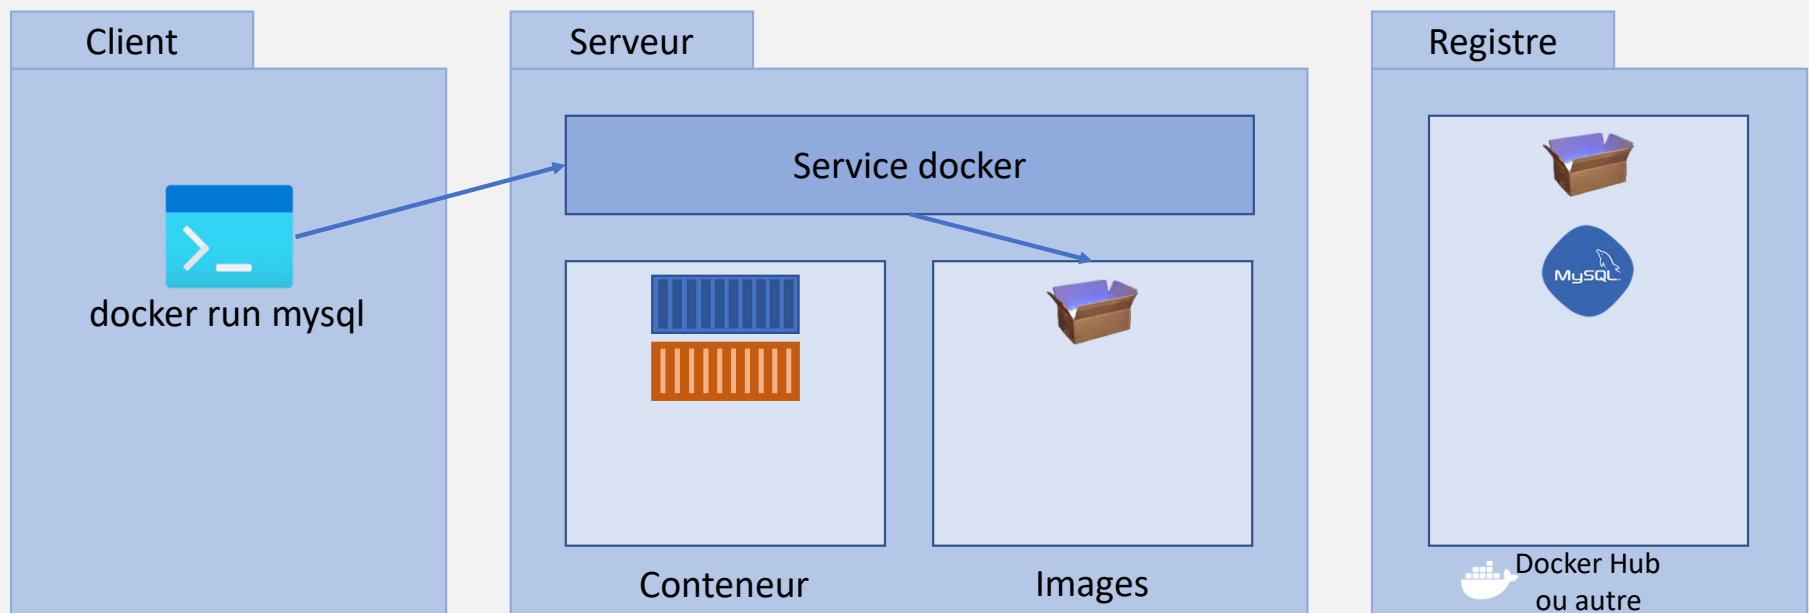 Client
Serveur
Registre
Service docker
>_
docker run mysql
MySQL
Conteneur
Images
Docker Hub
ou autre